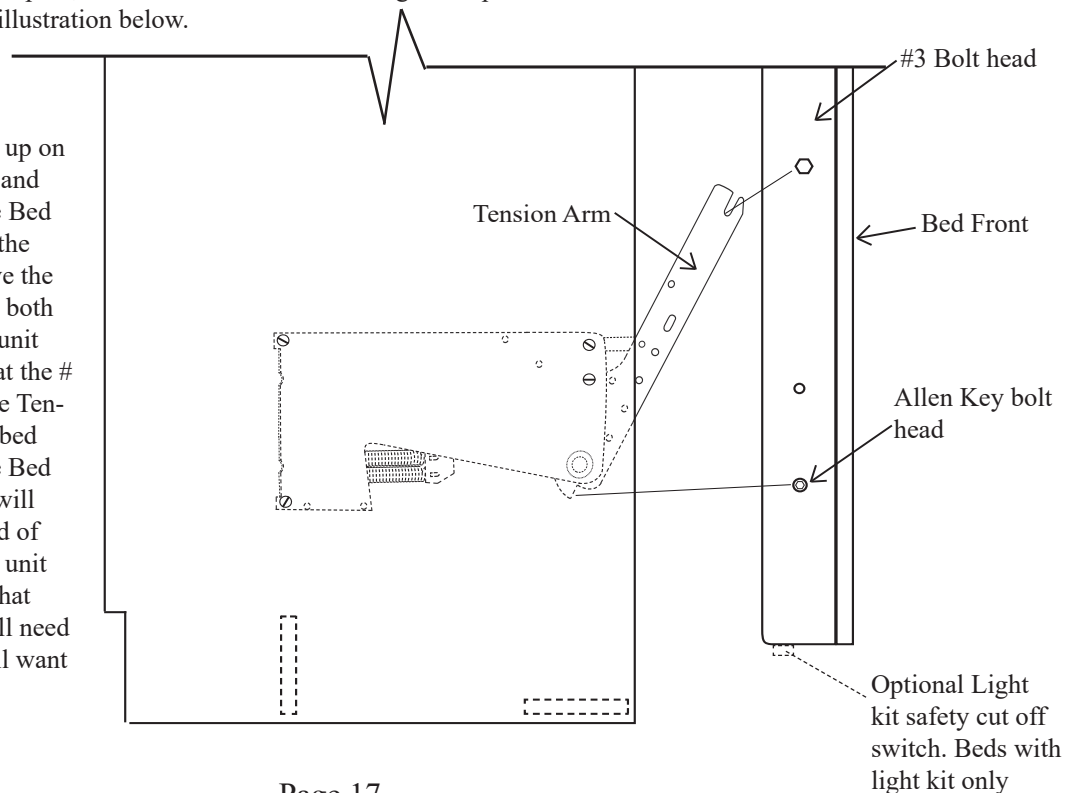 illustration below.
up on
and
Bed
the
the
both
unit
at the #
Ten-
bed
Bed
will
d of
unit
hat
need
want
#3 Bolt head
Tension Arm
Bed Front
Allen Key bolt
head
Optional Light
kit safety cut off
switch. Beds with
light kit only
Page 17